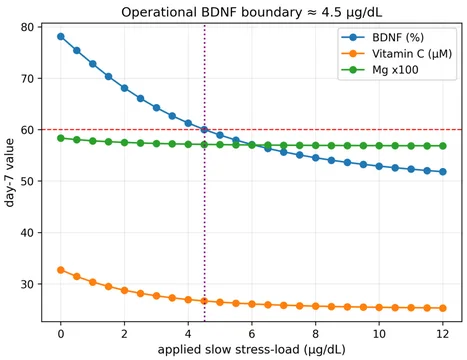 Operational BDNF boundary ≈ 4.5 µg/dL
BDNF (%)
Vitamin C (µM)
Mg x100
day-7 value
80
70
60
50
40
30
0 2 4 6 8 10 12
applied slow stress-load (µg/dL)